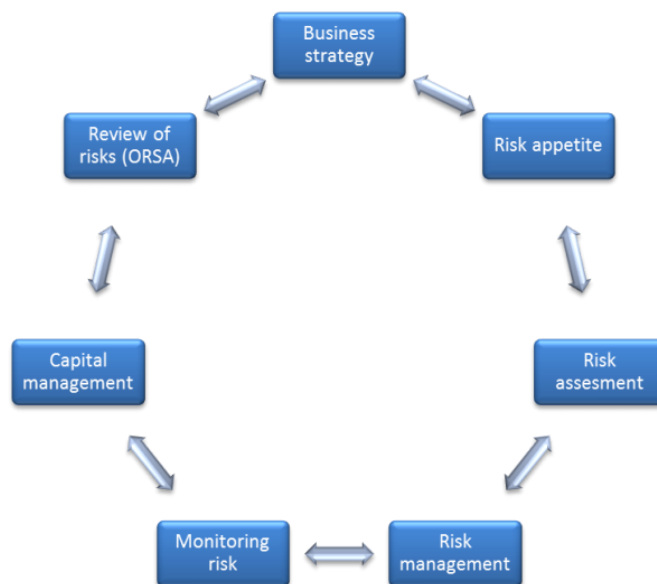 Business
strategy
Risk appetite
Risk
assesment
Risk
management
Monitoring
risk
Capital
management
Review of
risks (ORSA)